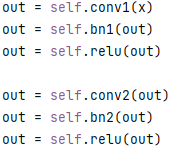 out = self.conv1(x)
out = self.bn1(out)
out = self.relu(out)

out = self.conv2(out)
out = self.bn2(out)
out = self.relu(out)